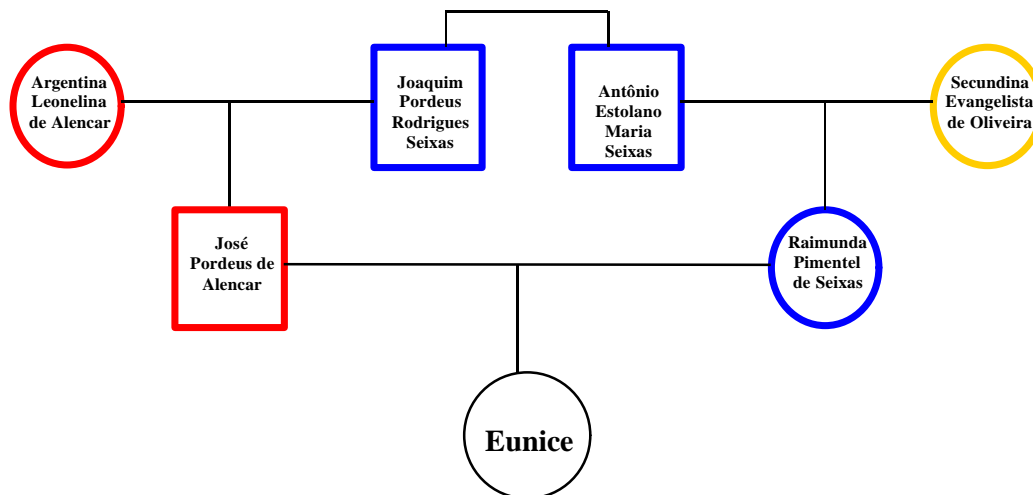 Argentina
Leonelina
de Alencar
Joaquim
Pordeus
Rodrigues
Seixas
Antônio
Estolano
Maria
Seixas
Secundina
Evangelista
de Oliveira
José
Pordeus de
Alencar
Raimunda
Pimentel
de Seixas
Eunice